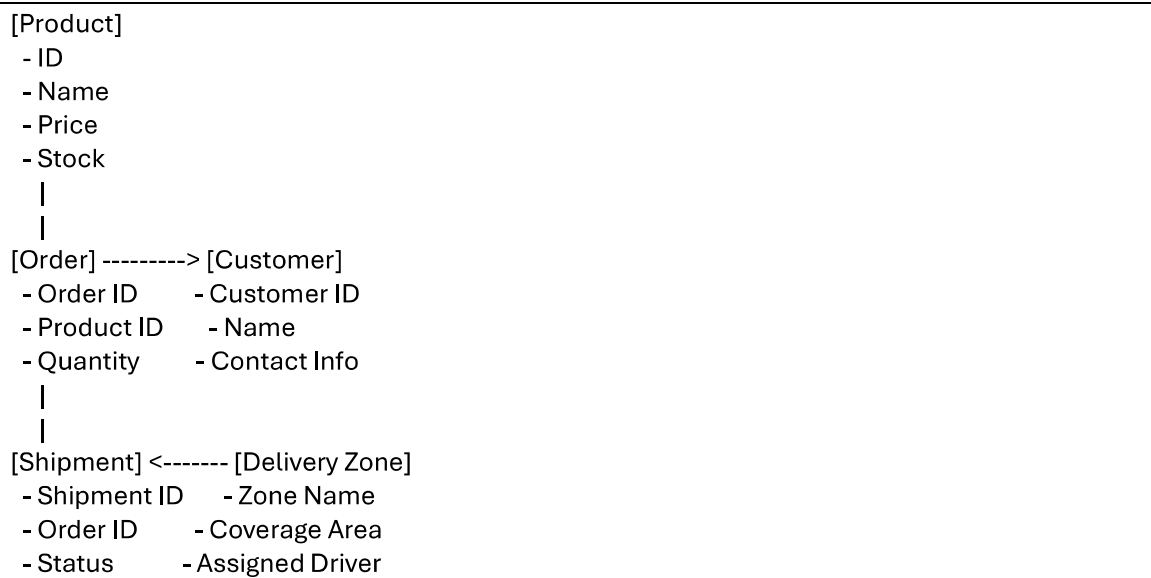 [Product]
- ID
- Name
- Price
- Stock
|
|
[Order] ---------> [Customer]
- Order ID - Customer ID
- Product ID - Name
- Quantity - Contact Info
|
|
[Shipment] <------- [Delivery Zone]
- Shipment ID - Zone Name
- Order ID - Coverage Area
- Status - Assigned Driver